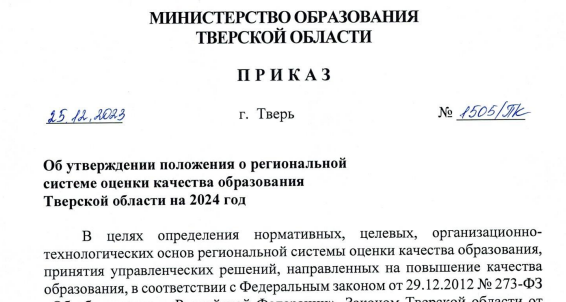 МИНИСТЕРСТВО ОБРАЗОВАНИЯ
ТВЕРСКОЙ ОБЛАСТИ
ПРИКАЗ
25.12.2023 г. Тверь № 1505/ПК
Об утверждении положения о региональной
системе оценки качества образования
Тверской области на 2024 год
В целях определения нормативных, целевых, организационно-
технологических основ региональной системы оценки качества образования,
принятия управленческих решений, направленных на повышение качества
образования, в соответствии с Федеральным законом от 29.12.2012 № 273-ФЗ
Законом Тверской области от